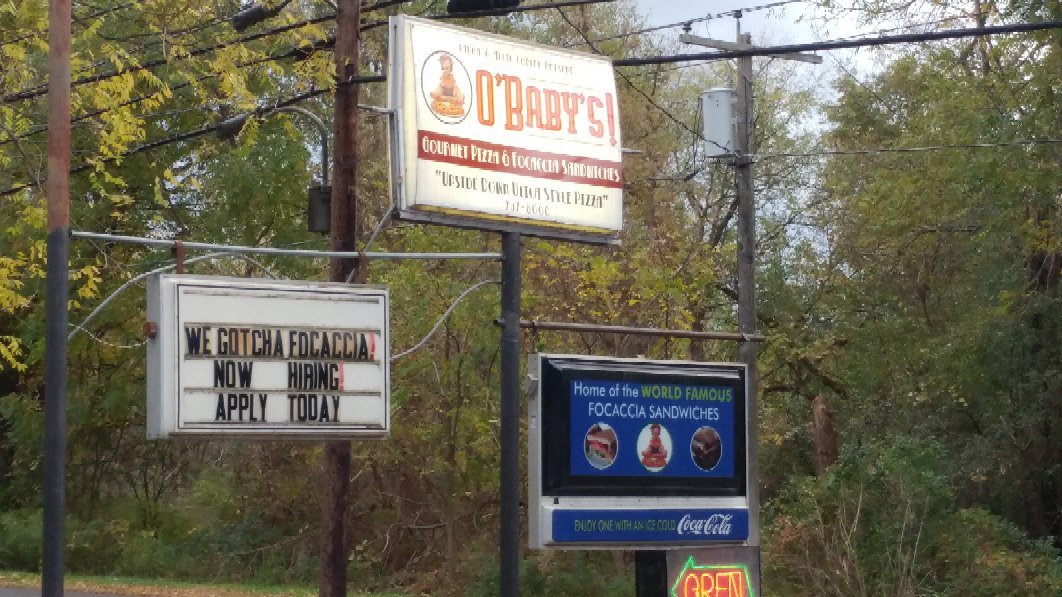 O'BABY'S!
GOURMET PIZZA & FOCACCIA SANDWICHES
"UPSIDE DOWN UTICA STYLE PIZZA"
WE GOTCHA FOCACCIA!
NOW HIRING!
APPLY TODAY
Home of the WORLD FAMOUS
FOCACCIA SANDWICHES
ENJOY ONE WITH AN ICE COLD Coca-Cola
OPEN